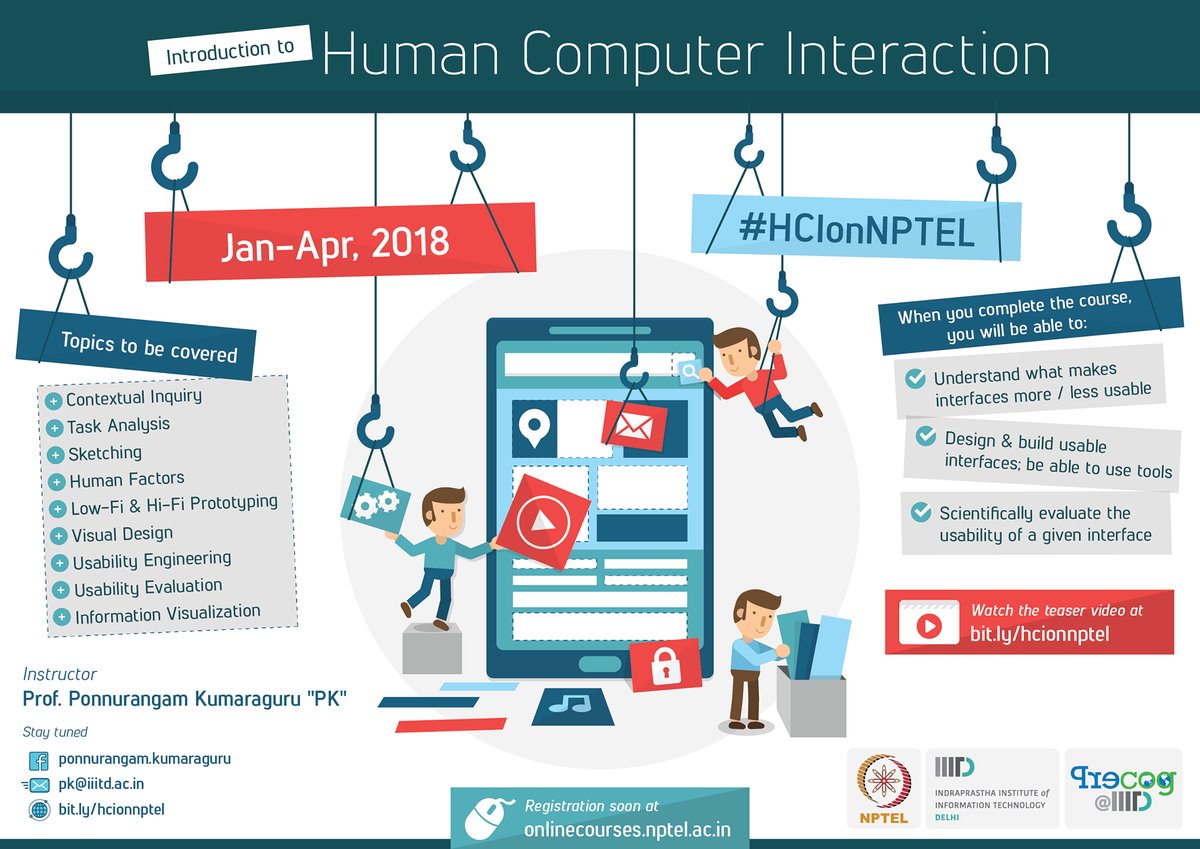 Introduction to
Human Computer Interaction
Jan–Apr, 2018
#HCIonNPTEL
Topics to be covered
Contextual Inquiry
Task Analysis
Sketching
Human Factors
Low-Fi & Hi-Fi Prototyping
Visual Design
Usability Engineering
Usability Evaluation
Information Visualization
When you complete the course,
you will be able to:
Understand what makes
interfaces more / less usable
Design & build usable
interfaces; be able to use tools
Scientifically evaluate the
usability of a given interface
Watch the teaser video at
bit.ly/hcionnptel
Instructor
Prof. Ponnurangam Kumaraguru "PK"
Stay tuned
ponnurangam.kumaraguru
pk@iiitd.ac.in
bit.ly/hcionnptel
Registration soon at
onlinecourses.nptel.ac.in
NPTEL
IIITD
INDRAPRASTHA INSTITUTE of
INFORMATION TECHNOLOGY
DELHI
Precog
@IIITD